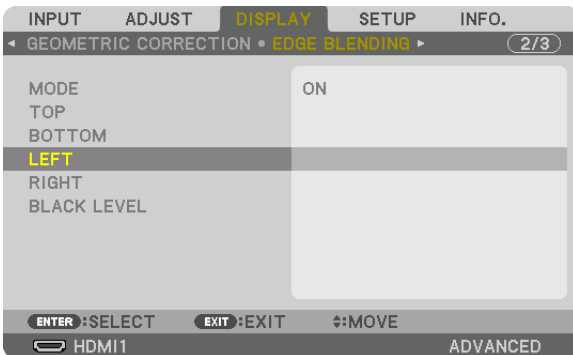 INPUT ADJUST DISPLAY SETUP INFO.
◂ GEOMETRIC CORRECTION • EDGE BLENDING ▸ 2/3
MODE ON
TOP
BOTTOM
LEFT
RIGHT
BLACK LEVEL
ENTER :SELECT EXIT :EXIT ⬍:MOVE
HDMI1 ADVANCED